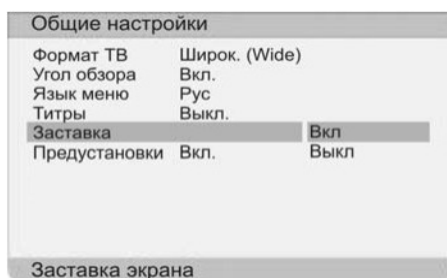 Общие настройки
Формат ТВ Широк. (Wide)
Угол обзора Вкл.
Язык меню Рус
Титры Выкл.
Заставка Вкл
Предустановки Вкл. Выкл
Заставка экрана